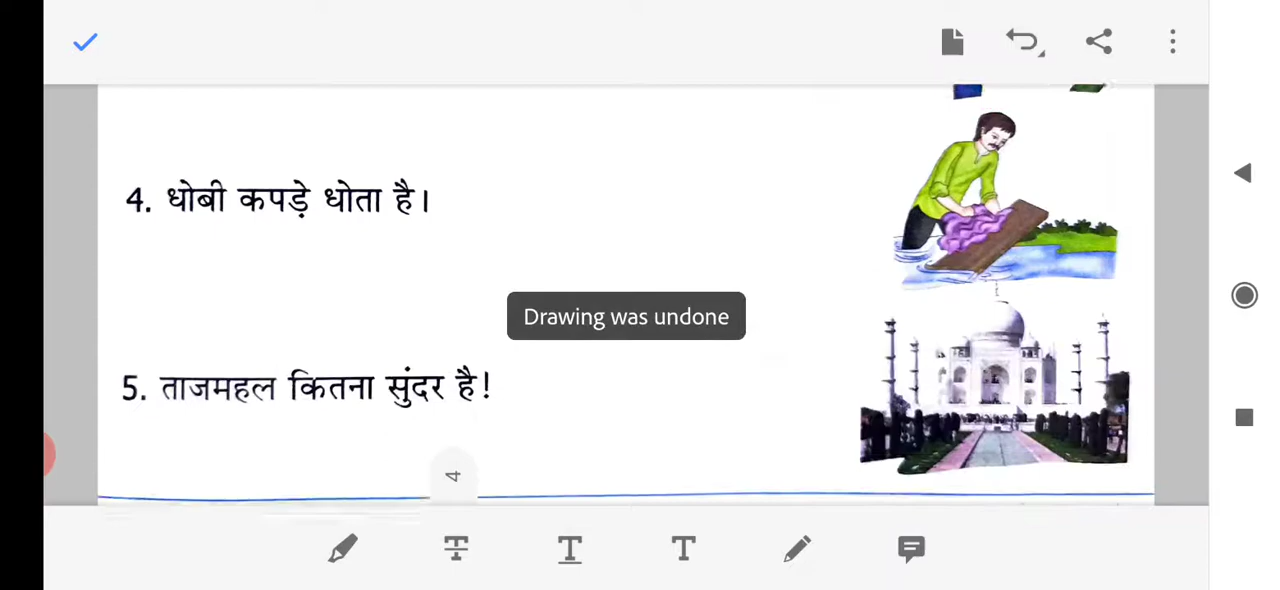 4. धोबी कपड़े धोता है।
Drawing was undone
5. ताजमहल कितना सुंदर है!
4